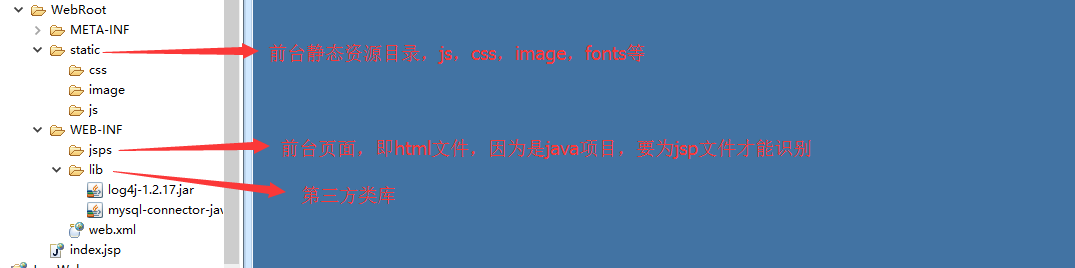 WebRoot
META-INF
static
前台静态资源目录，js，css，image，fonts等
css
image
js
WEB-INF
jsps
前台页面，即html文件，因为是java项目，要为jsp文件才能识别
lib
第三方类库
log4j-1.2.17.jar
mysql-connector-jav
web.xml
index.jsp